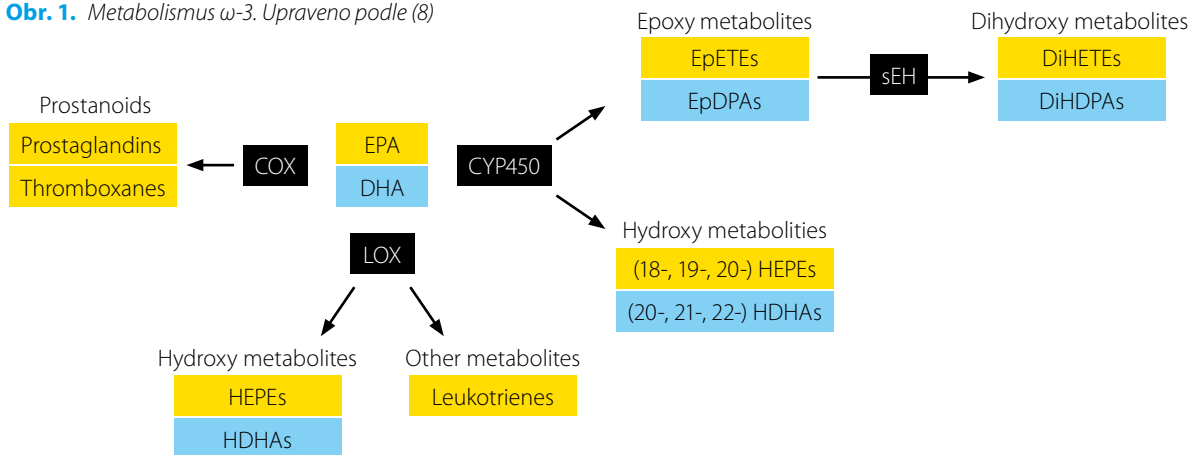 Obr. 1. Metabolismus ω-3. Upraveno podle (8)
Epoxy metabolites
EpETEs
EpDPAs
sEH
Dihydroxy metabolites
DiHETEs
DiHDPAs
Prostanoids
Prostaglandins
Thromboxanes
COX
EPA
DHA
CYP450
LOX
Hydroxy metabolities
(18-, 19-, 20-) HEPEs
(20-, 21-, 22-) HDHAs
Hydroxy metabolites
HEPEs
HDHAs
Other metabolites
Leukotrienes